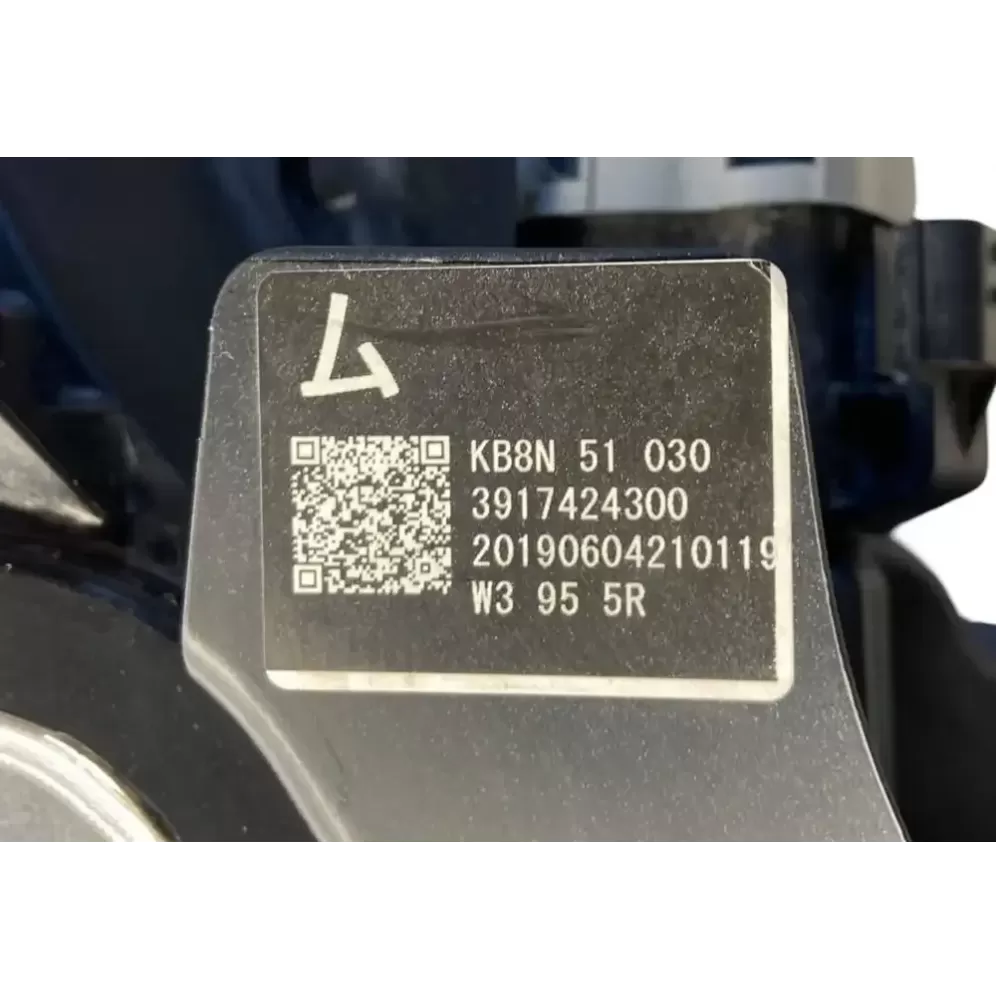 ム
KB8N 51 030
3917424300
20190604210119
W3 95 5R